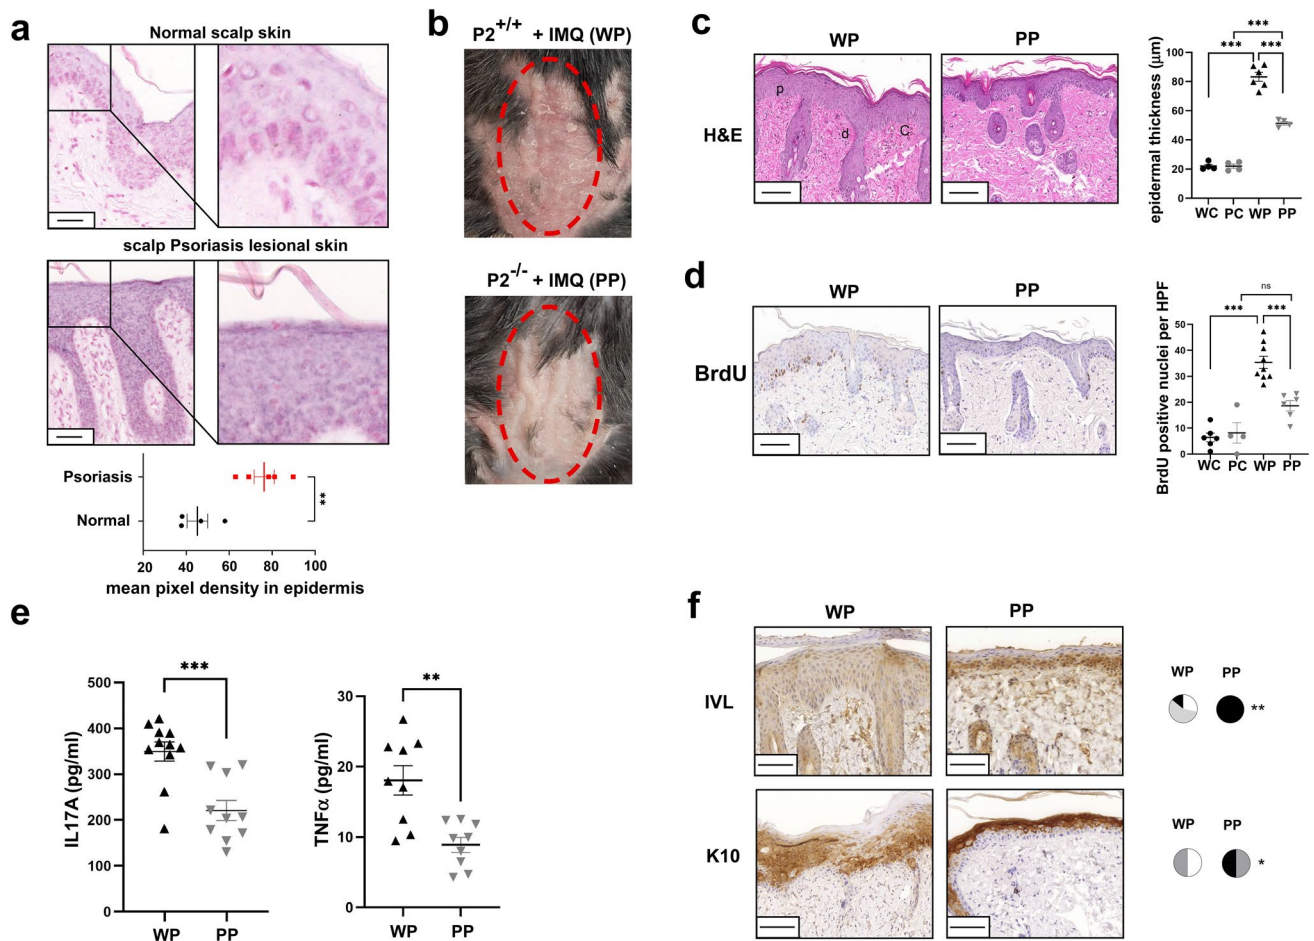 a
Normal scalp skin
scalp Psoriasis lesional skin
Psoriasis
Normal
**
20 40 60 80 100
mean pixel density in epidermis
b
P2+/+ + IMQ (WP)
P2-/- + IMQ (PP)
c
WP PP
H&E
p
d
C
***
***
*** ***
epidermal thickness (µm)
100
80
60
40
20
0
WC PC WP PP
d
WP PP
BrdU
ns
*** ***
BrdU positive nuclei per HPF
50
40
30
20
10
0
WC PC WP PP
e
***
IL17A (pg/ml)
500
400
300
200
100
0
WP PP
**
TNFα (pg/ml)
30
20
10
0
WP PP
f
WP PP
IVL
WP PP
**
K10
WP PP
*